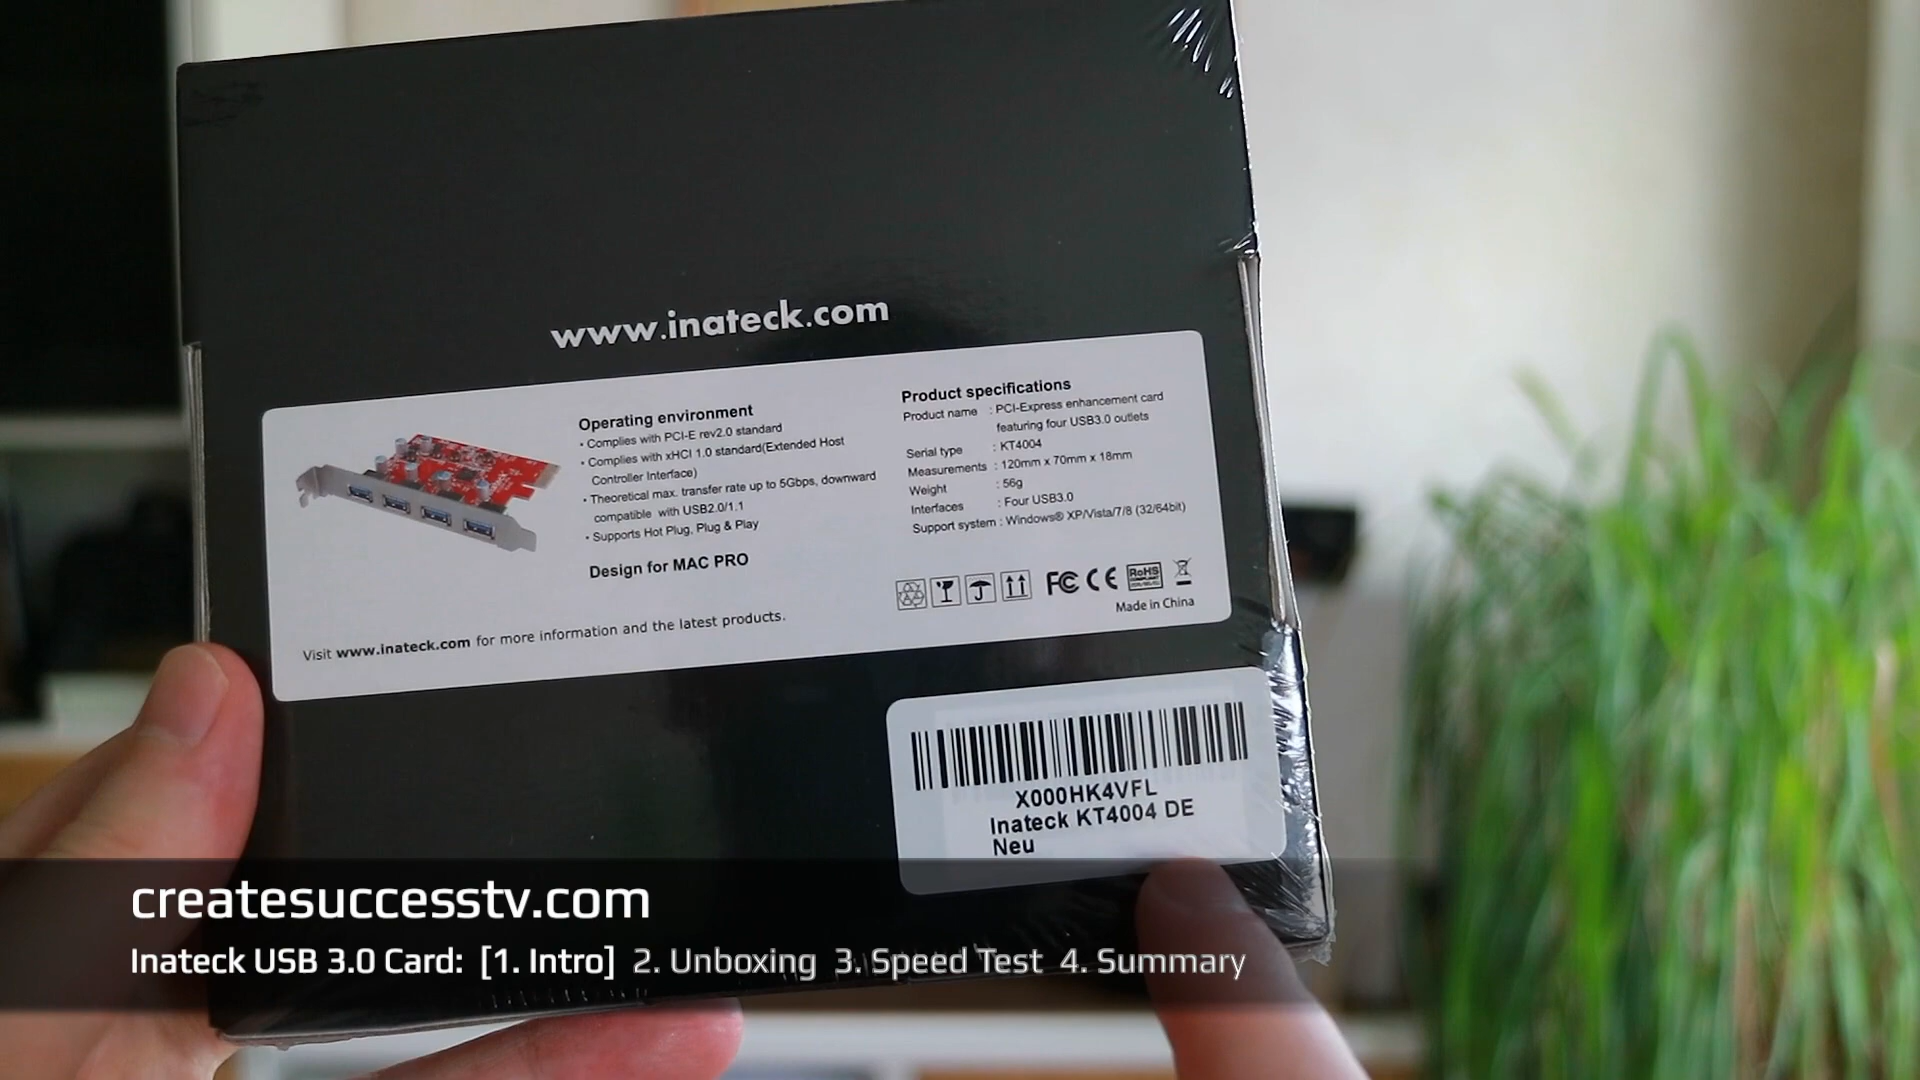 www.inateck.com
Operating environment
• Complies with PCI-E rev2.0 standard
• Complies with xHCI 1.0 standard(Extended Host
Controller Interface)
• Theoretical max. transfer rate up to 5Gbps, downward
compatible with USB2.0/1.1
• Supports Hot Plug, Plug & Play
Design for MAC PRO
Visit www.inateck.com for more information and the latest products.
Product specifications
Product name : PCI-Express enhancement card
featuring four USB3.0 outlets
Serial type : KT4004
Measurements : 120mm x 70mm x 18mm
Weight : 56g
Interfaces : Four USB3.0
Support system : Windows® XP/Vista/7/8 (32/64bit)
FC CE RoHS
Made in China
X000HK4VFL
Inateck KT4004 DE
Neu
createsuccesstv.com
Inateck USB 3.0 Card: [1. Intro] 2. Unboxing 3. Speed Test 4. Summary